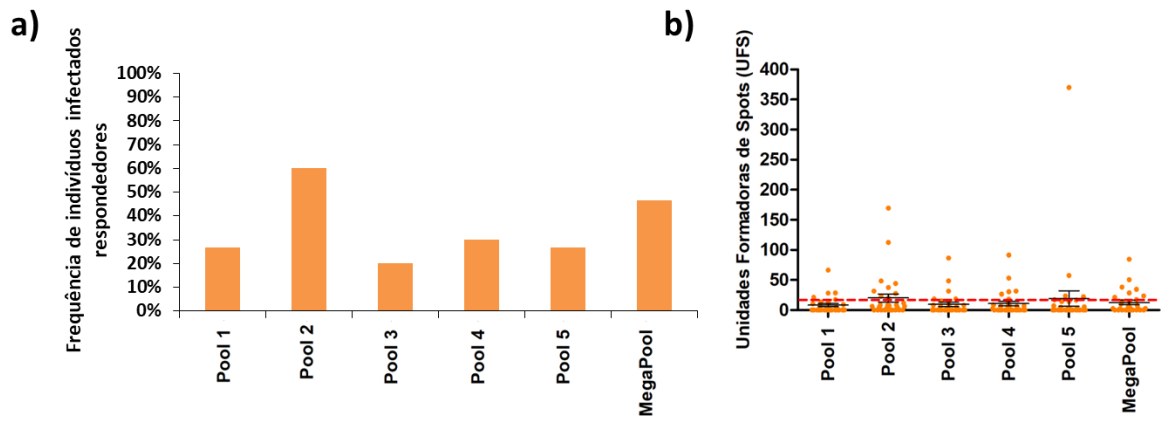 a)
Frequência de indivíduos infectados
respondedores
100%
90%
80%
70%
60%
50%
40%
30%
20%
10%
0%
Pool 1
Pool 2
Pool 3
Pool 4
Pool 5
MegaPool
b)
Unidades Formadoras de Spots (UFS)
400
350
300
250
200
150
100
50
0
Pool 1
Pool 2
Pool 3
Pool 4
Pool 5
MegaPool